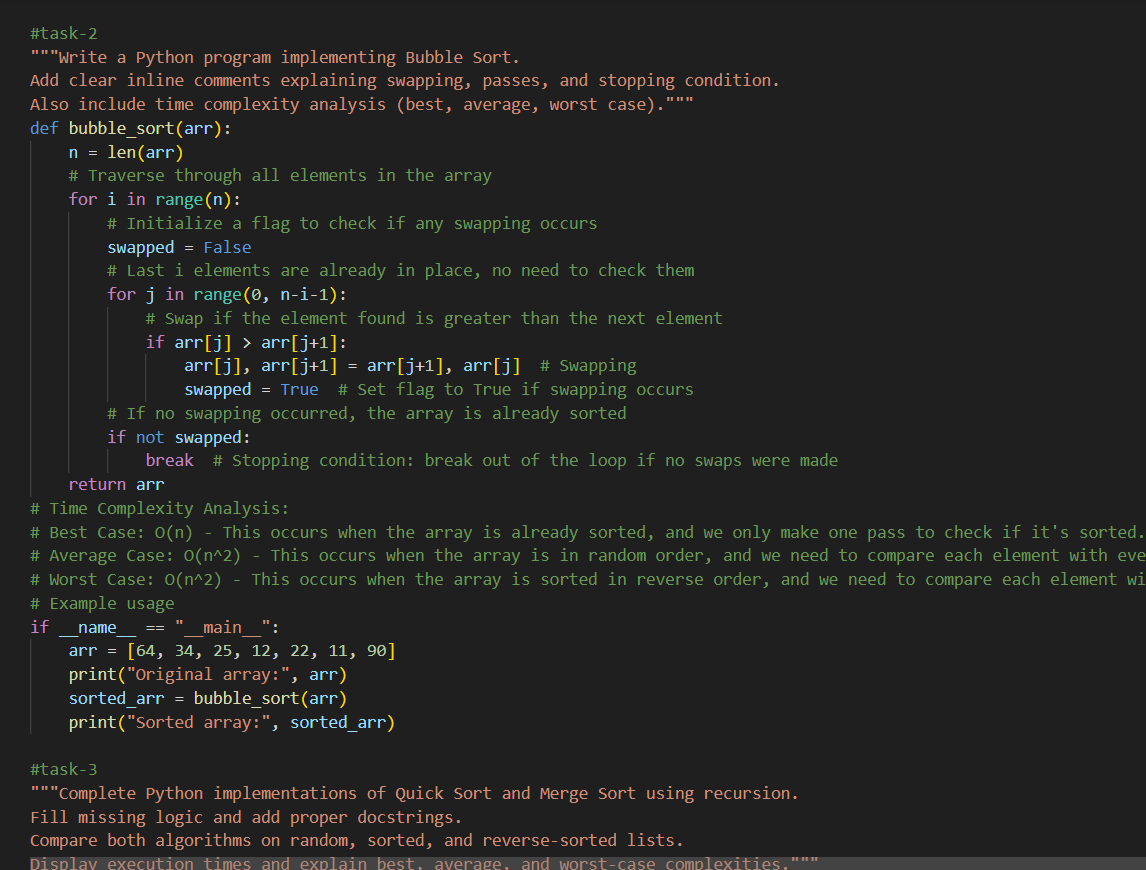 #task-2
"""Write a Python program implementing Bubble Sort.
Add clear inline comments explaining swapping, passes, and stopping condition.
Also include time complexity analysis (best, average, worst case)."""
def bubble_sort(arr):
    n = len(arr)
    # Traverse through all elements in the array
    for i in range(n):
        # Initialize a flag to check if any swapping occurs
        swapped = False
        # Last i elements are already in place, no need to check them
        for j in range(0, n-i-1):
            # Swap if the element found is greater than the next element
            if arr[j] > arr[j+1]:
                arr[j], arr[j+1] = arr[j+1], arr[j]  # Swapping
                swapped = True  # Set flag to True if swapping occurs
        # If no swapping occurred, the array is already sorted
        if not swapped:
            break  # Stopping condition: break out of the loop if no swaps were made
    return arr
# Time Complexity Analysis:
# Best Case: O(n) - This occurs when the array is already sorted, and we only make one pass to check if it's sorted.
# Average Case: O(n^2) - This occurs when the array is in random order, and we need to compare each element with eve
# Worst Case: O(n^2) - This occurs when the array is sorted in reverse order, and we need to compare each element wi
# Example usage
if __name__ == "__main__":
    arr = [64, 34, 25, 12, 22, 11, 90]
    print("Original array:", arr)
    sorted_arr = bubble_sort(arr)
    print("Sorted array:", sorted_arr)
#task-3
"""Complete Python implementations of Quick Sort and Merge Sort using recursion.
Fill missing logic and add proper docstrings.
Compare both algorithms on random, sorted, and reverse-sorted lists.
Display execution times and explain best, average, and worst-case complexities."""